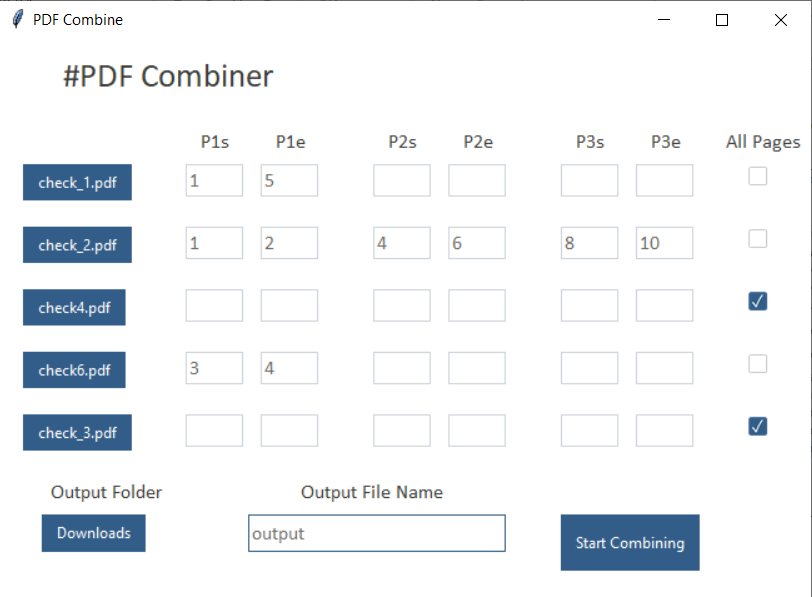 PDF Combine
#PDF Combiner
P1s P1e P2s P2e P3s P3e All Pages
check_1.pdf 1 5
check_2.pdf 1 2 4 6 8 10
check4.pdf
check6.pdf 3 4
check_3.pdf
Output Folder Output File Name
Downloads output Start Combining